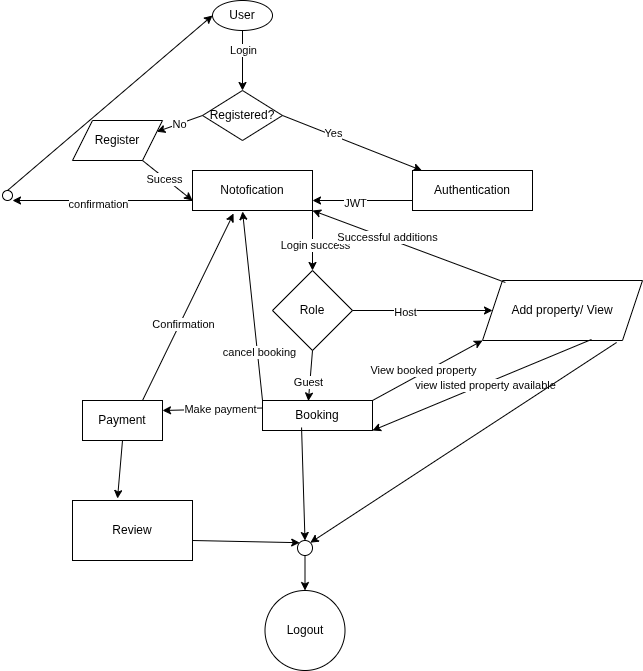 User
Login
Registered?
No
Yes
Register
Sucess
Notofication
Authentication
confirmation
JWT
Successful additions
Login success
Role
Host
Add property/ View
Confirmation
cancel booking
View booked property
Guest
view listed property available
Payment
Make payment
Booking
Review
Logout